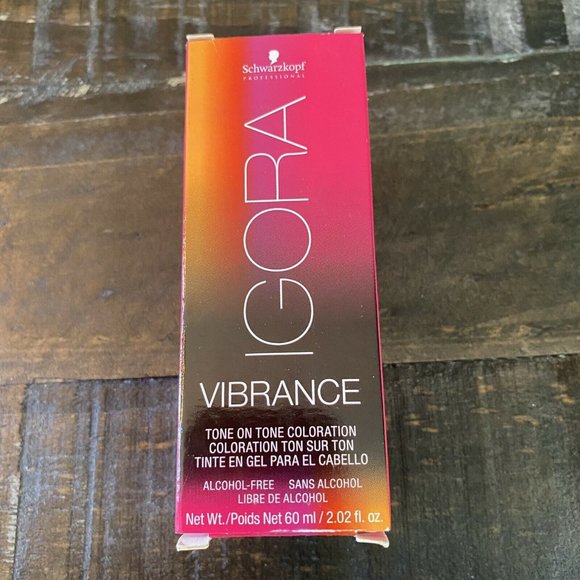 Schwarzkopf
PROFESSIONAL
IGORA
VIBRANCE
TONE ON TONE COLORATION
COLORATION TON SUR TON
TINTE EN GEL PARA EL CABELLO
ALCOHOL-FREE SANS ALCOHOL
LIBRE DE ALCOHOL
Net Wt./Poids Net 60 ml / 2.02 fl. oz.